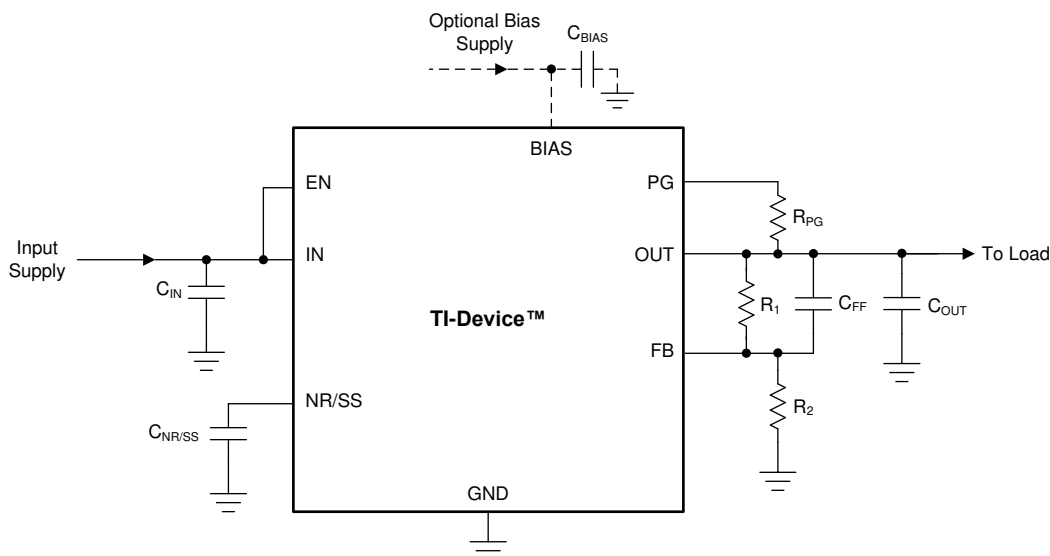 Optional Bias
Supply
C_BIAS
BIAS
EN
PG
R_PG
Input
Supply
IN
OUT
To Load
C_IN
TI-Device™
R_1
C_FF
C_OUT
FB
NR/SS
C_NR/SS
R_2
GND